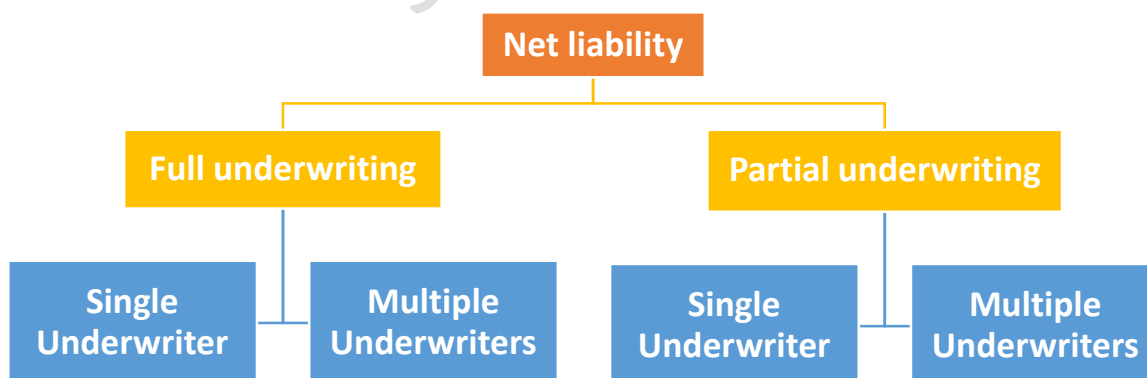 Net liability
Full underwriting
Partial underwriting
Single
Underwriter
Multiple
Underwriters
Single
Underwriter
Multiple
Underwriters